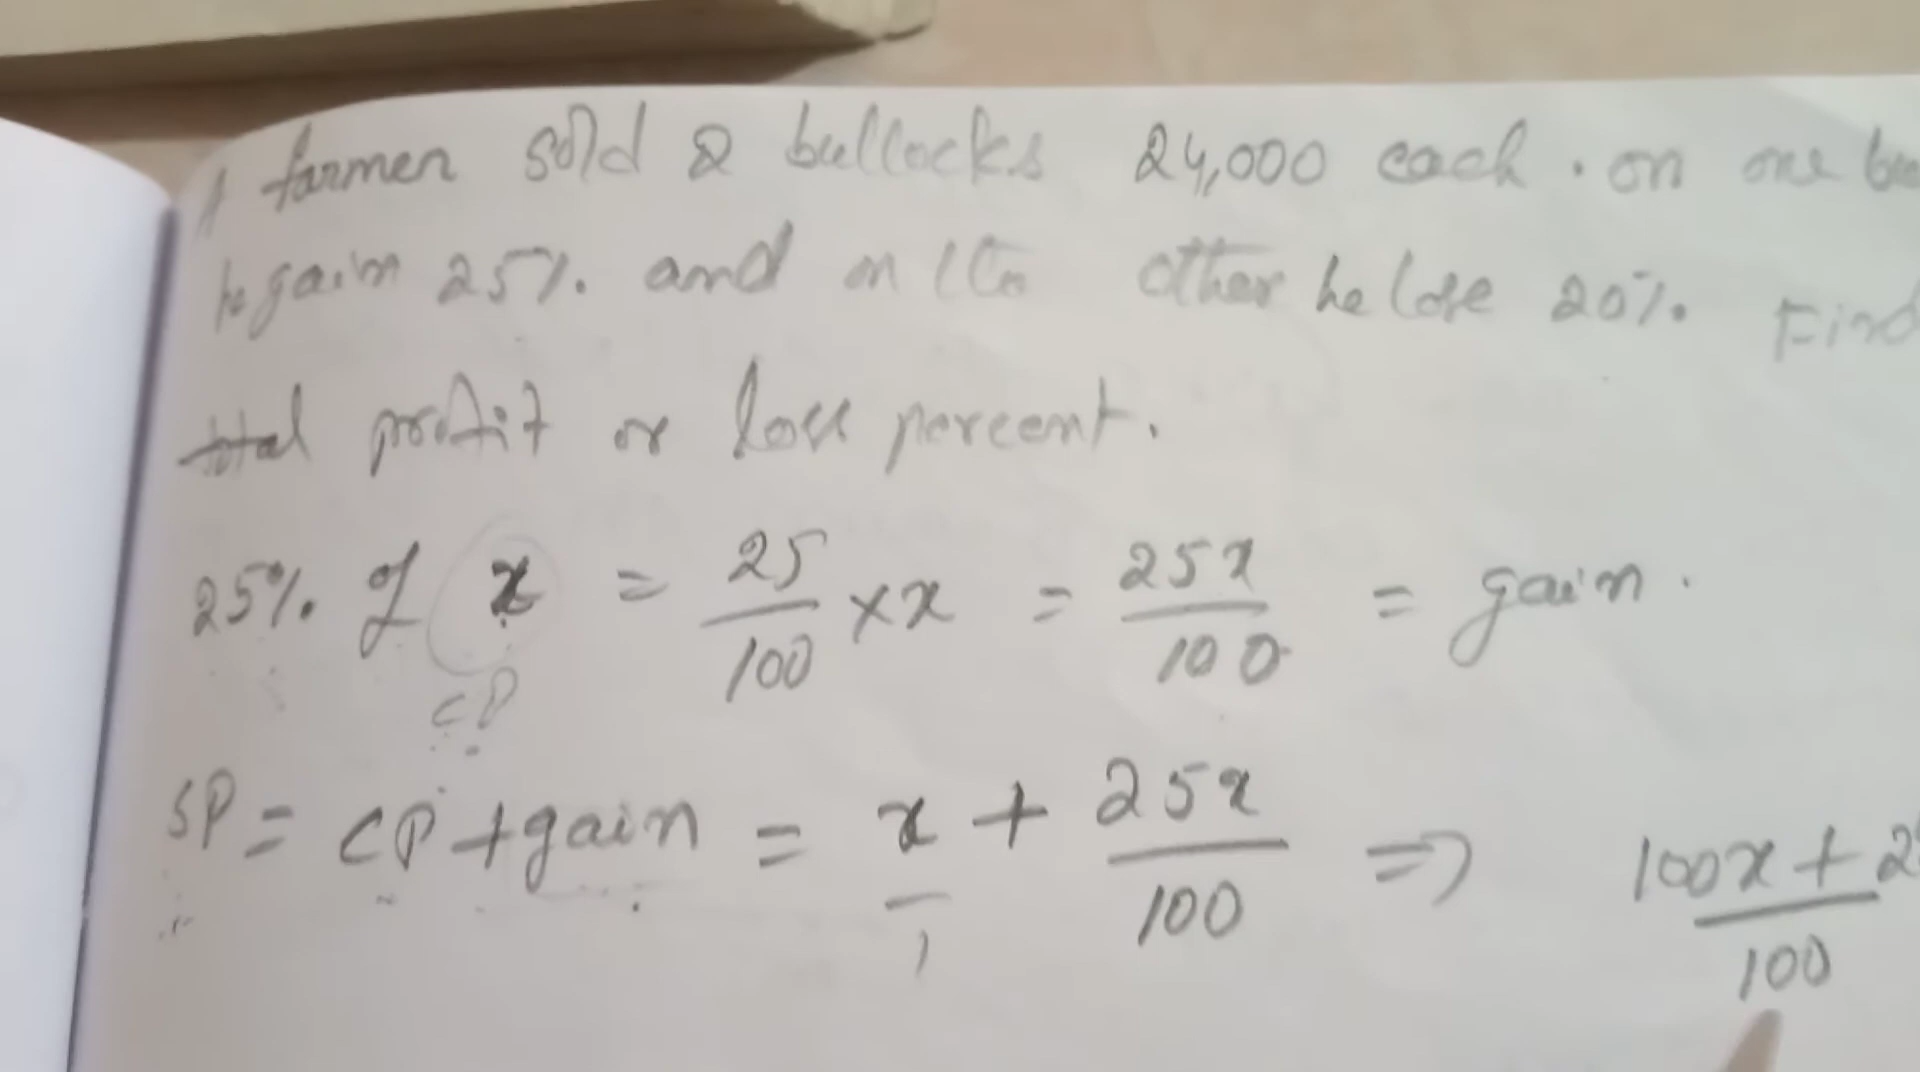 A farmer sold 2 bullocks 24,000 each. on one
he gain 25%. and on the other he lose 20%. Find
total profit or loss percent.
25%. of x = 25/100 × x = 25x/100 = gain.
CP
SP = CP + gain = x/1 + 25x/100 => 100x + 2/100